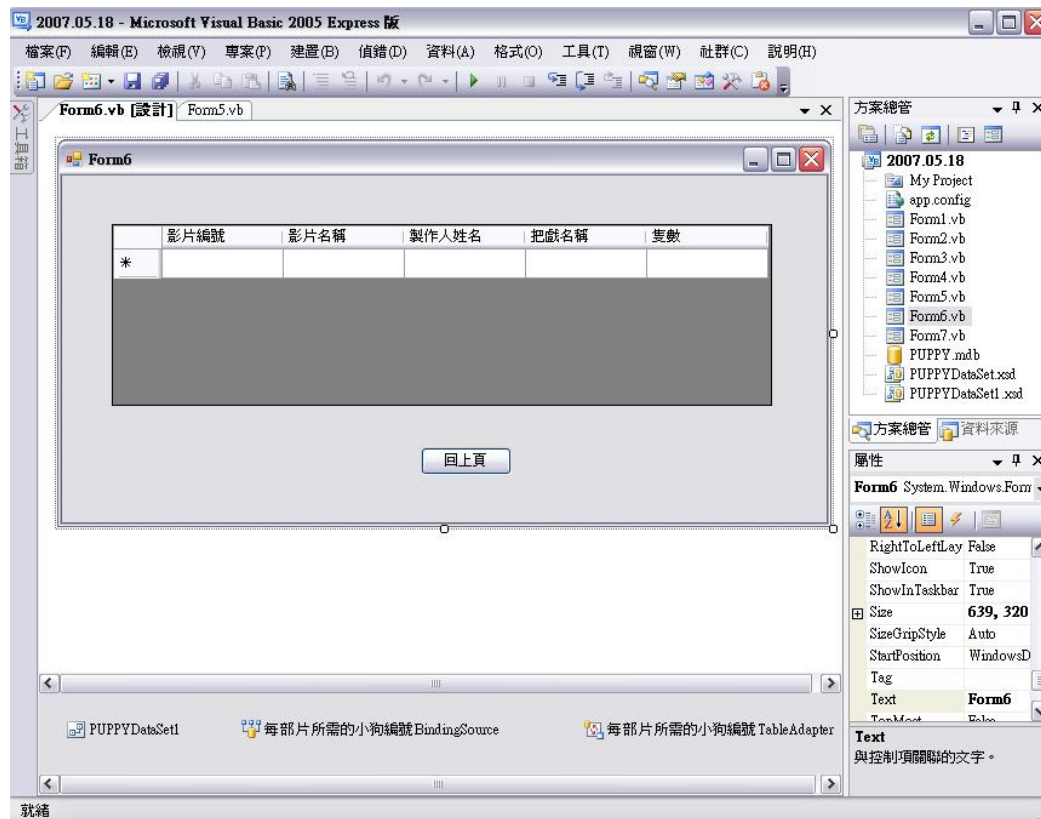 2007.05.18 - Microsoft Visual Basic 2005 Express 版
檔案(F) 編輯(E) 檢視(V) 專案(P) 建置(B) 偵錯(D) 資料(A) 格式(O) 工具(T) 視窗(W) 社群(C) 說明(H)
工具箱
Form6.vb [設計] Form5.vb
Form6
影片編號 影片名稱 製作人姓名 把戲名稱 隻數
回上頁
PUPPYDataSet1 每部片所需的小狗編號BindingSource 每部片所需的小狗編號TableAdapter
方案總管
2007.05.18
My Project
app.config
Form1.vb
Form2.vb
Form3.vb
Form4.vb
Form5.vb
Form6.vb
Form7.vb
PUPPY.mdb
PUPPYDataSet.xsd
PUPPYDataSet1.xsd
方案總管 資料來源
屬性
Form6 System.Windows.Form
RightToLeftLay False
ShowIcon True
ShowInTaskbar True
Size 639, 320
SizeGripStyle Auto
StartPosition WindowsD
Tag
Text Form6
TopMost False
Text
與控制項關聯的文字。
就緒